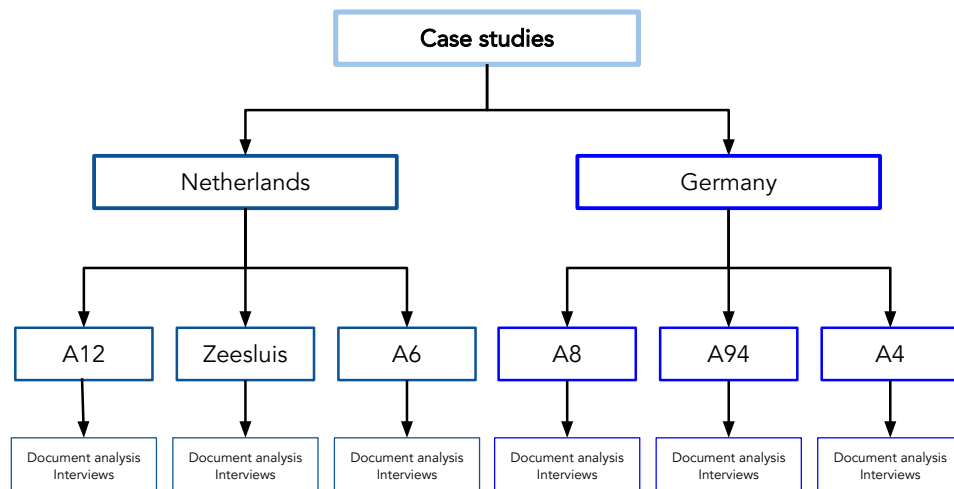 Case studies
Netherlands
Germany
A12
Zeesluis
A6
A8
A94
A4
Document analysis
Interviews
Document analysis
Interviews
Document analysis
Interviews
Document analysis
Interviews
Document analysis
Interviews
Document analysis
Interviews